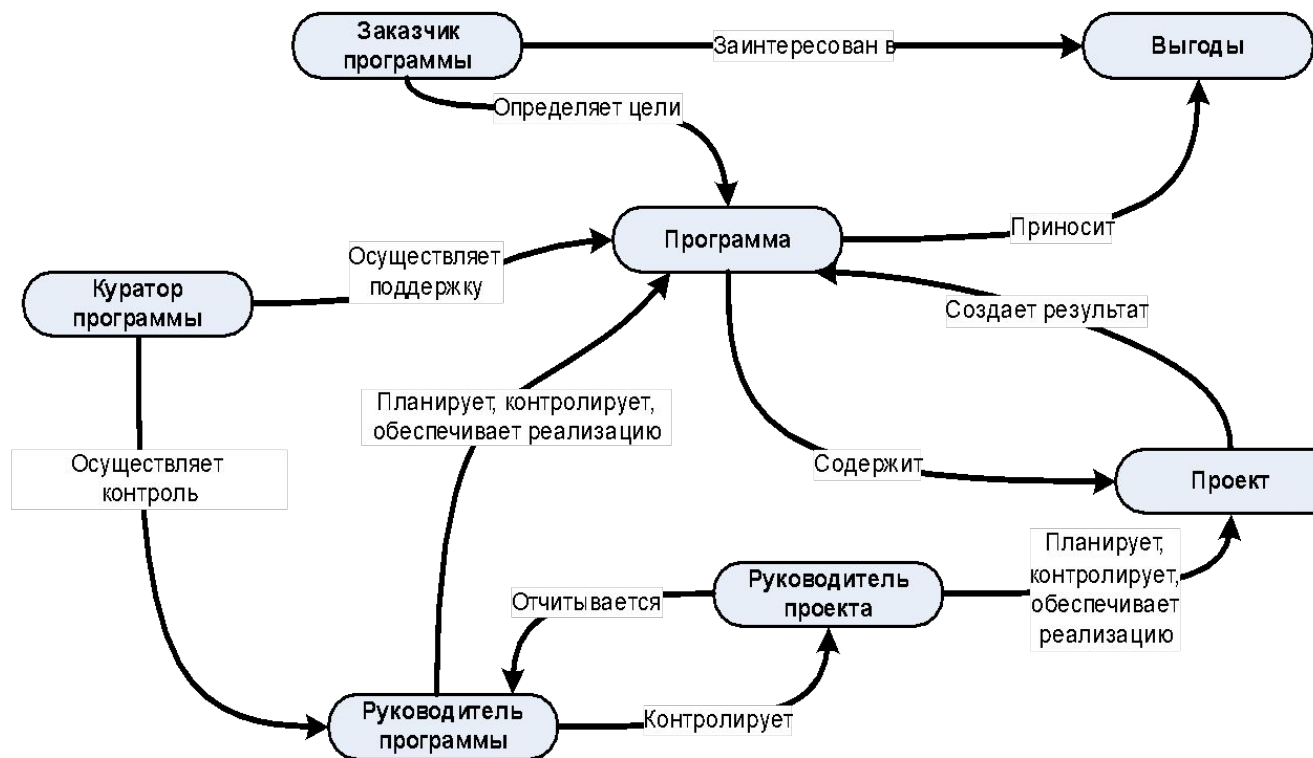 Заказчик
программы
Заинтересован в
Выгоды
Определяет цели
Программа
Приносит
Осуществляет
поддержку
Куратор
программы
Создает результат
Планирует, контролирует,
обеспечивает реализацию
Осуществляет
контроль
Содержит
Проект
Планирует,
контролирует,
обеспечивает
реализацию
Руководитель
проекта
Отчитывается
Руководитель
программы
Контролирует